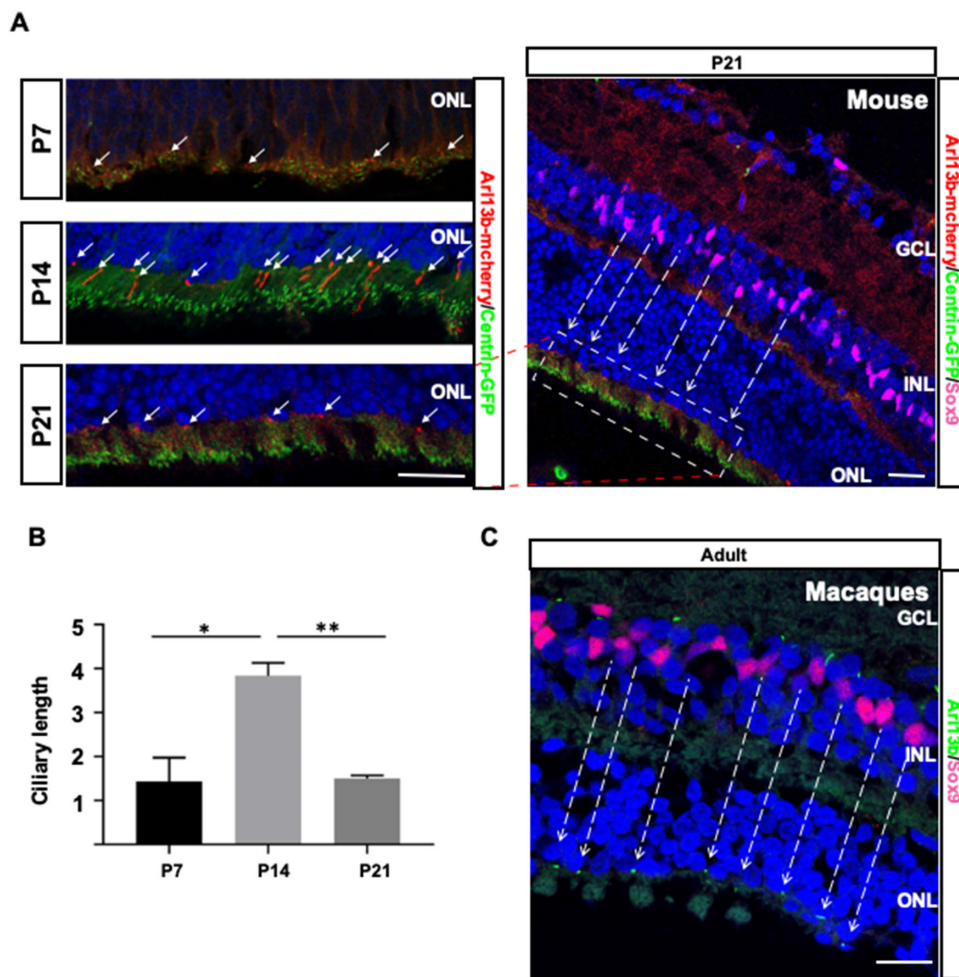 A
P7
ONL
P14
ONL
P21
ONL
Arl13b-mcherry/Centrin-GFP
P21
Mouse
GCL
INL
ONL
Arl13b-mcherry/Centrin-GFP/Sox9
B
Ciliary length
5
4
3
2
1
*
**
P7
P14
P21
C
Adult
Macaques
GCL
INL
ONL
Arl13b/Sox9